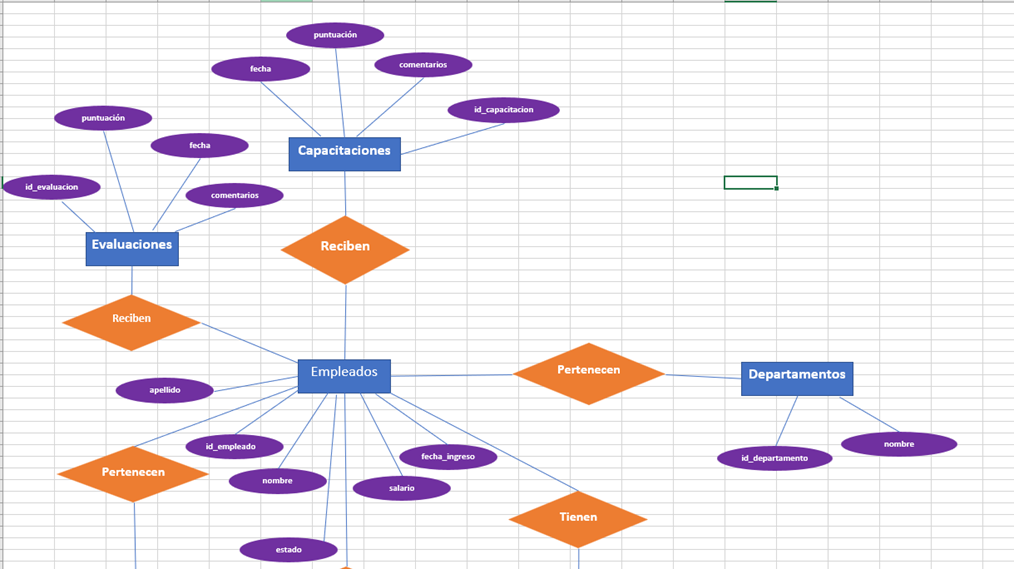 puntuación
fecha
comentarios
id_capacitacion
puntuación
fecha
Capacitaciones
id_evaluacion
comentarios
Evaluaciones
Reciben
Reciben
Empleados
Pertenecen
Departamentos
apellido
id_empleado
fecha_ingreso
nombre
id_departamento
Pertenecen
nombre
salario
Tienen
estado